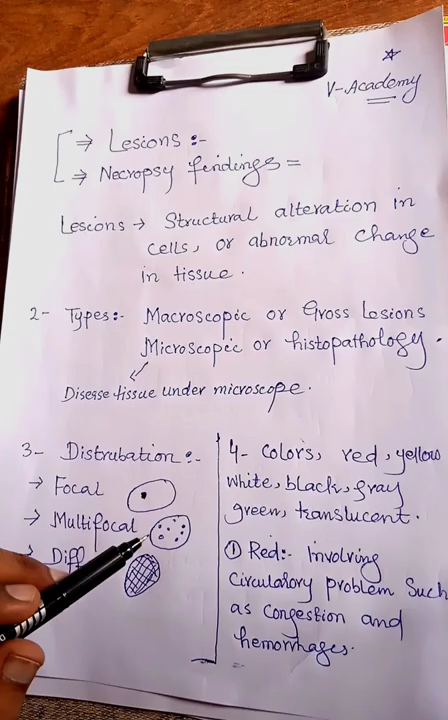 V-Academy
⇒ Lesions :-
⇒ Necropsy findings =
Lesions → Structural alteration in
cells, or abnormal change
in tissue.
2- Types:- Macroscopic or Gross Lesions
Microscopic or histopathology.
Disease tissue under microscope.
3- Distrubation :-
→ Focal
→ Multifocal
→ Diff
4- Colors, red, yellow
white, black, gray
green, translucent.
① Red:- Involving
Circulatory problem Such
as Congestion and
hemorrhages.